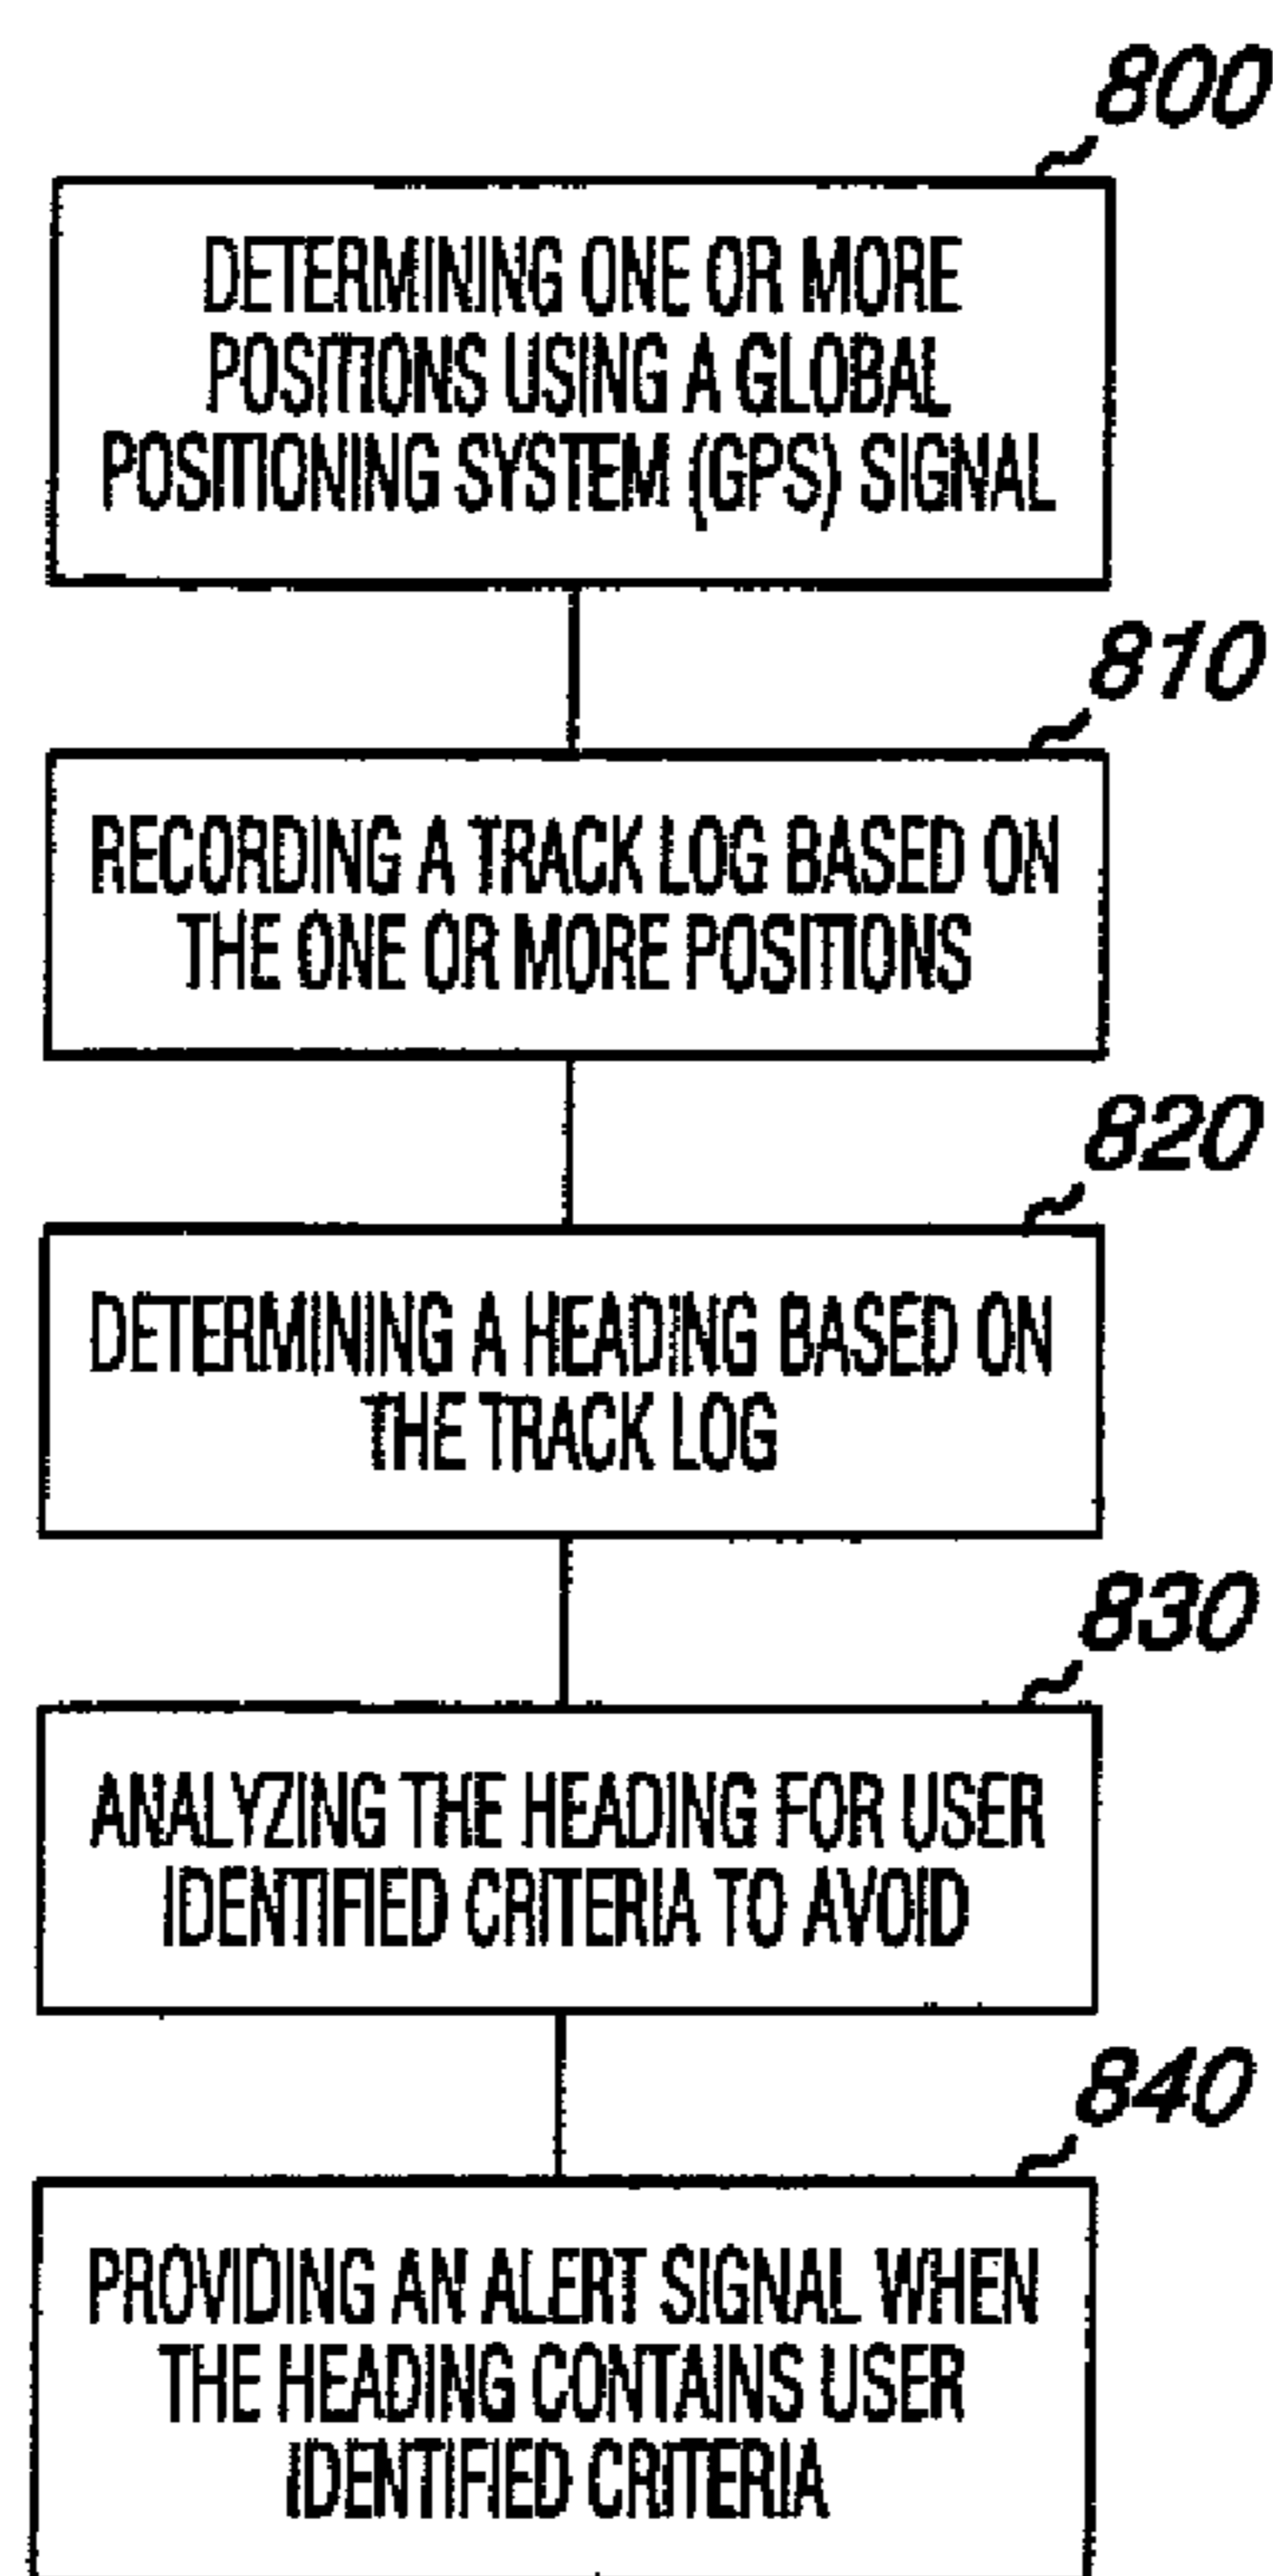 800
DETERMINING ONE OR MORE
POSITIONS USING A GLOBAL
POSITIONING SYSTEM (GPS) SIGNAL
810
RECORDING A TRACK LOG BASED ON
THE ONE OR MORE POSITIONS
820
DETERMINING A HEADING BASED ON
THE TRACK LOG
830
ANALYZING THE HEADING FOR USER
IDENTIFIED CRITERIA TO AVOID
840
PROVIDING AN ALERT SIGNAL WHEN
THE HEADING CONTAINS USER
IDENTIFIED CRITERIA